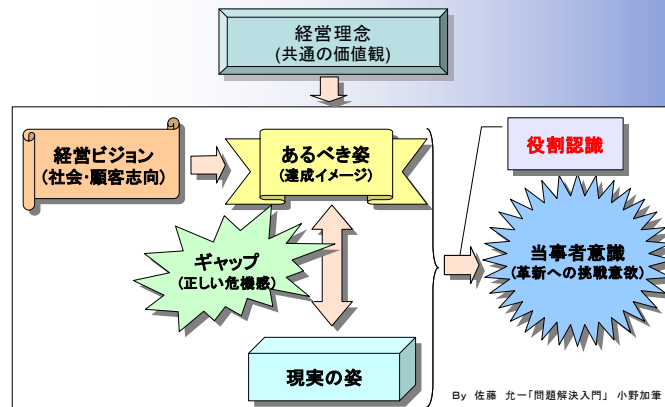 経営理念
(共通の価値観)
経営ビジョン
(社会・顧客志向)
あるべき姿
(達成イメージ)
役割認識
ギャップ
(正しい危機感)
当事者意識
(革新への挑戦意欲)
現実の姿
By 佐藤 允一「問題解決入門」 小野加筆